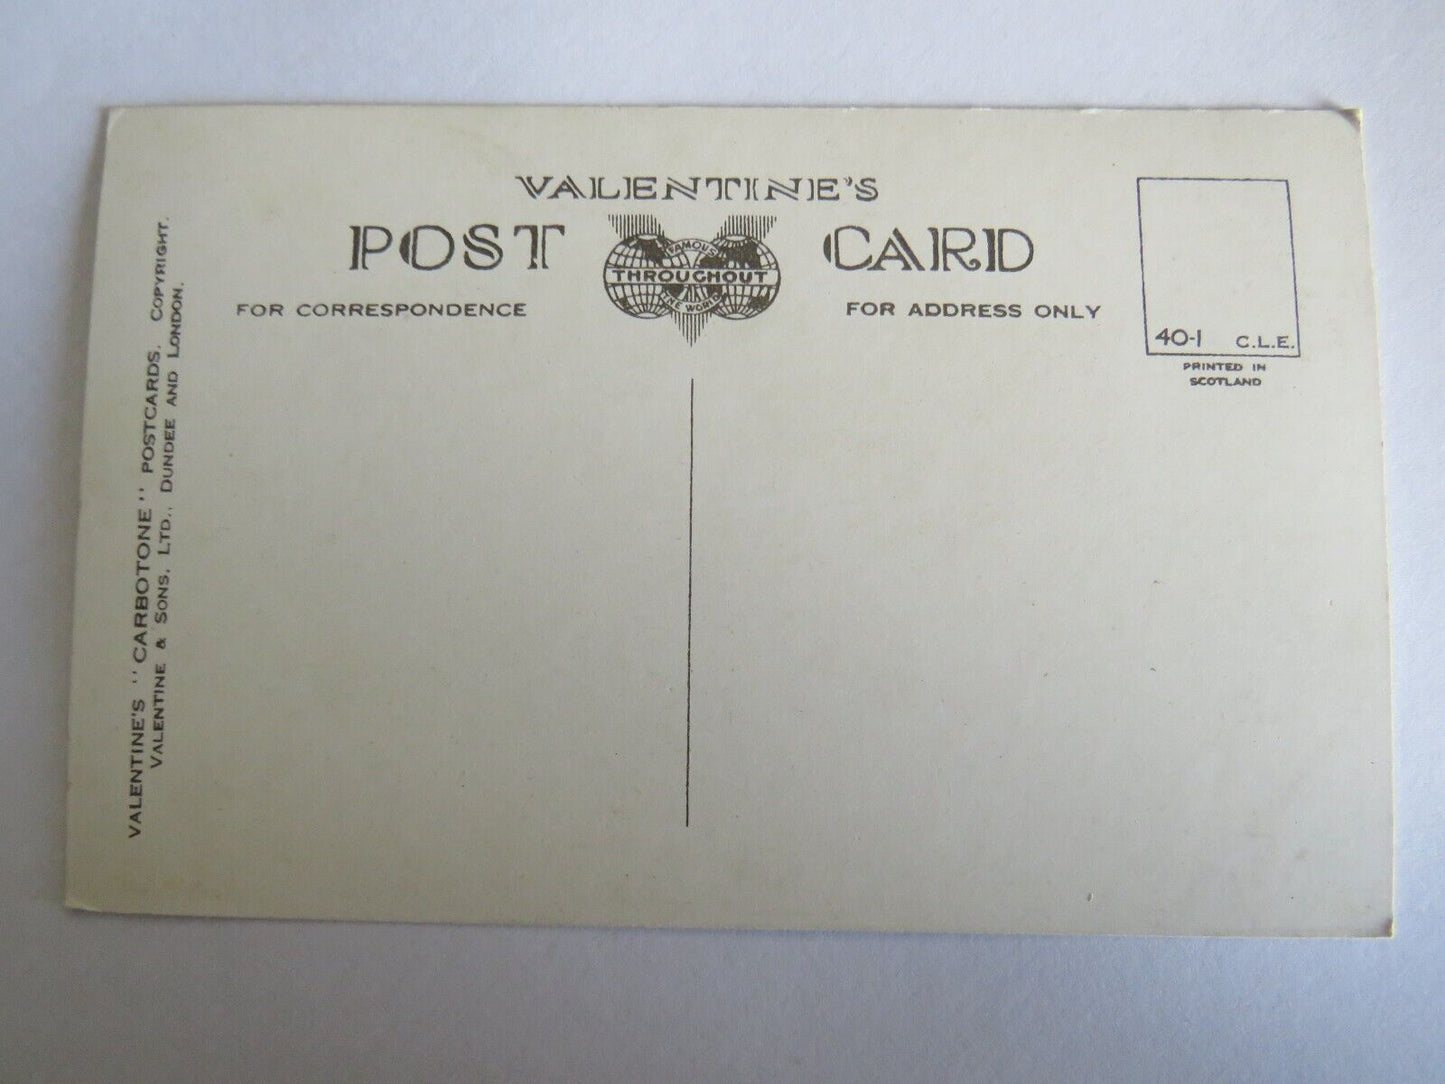 VALENTINE'S
POST CARD
FAMOUS
THROUGHOUT
THE WORLD
FOR CORRESPONDENCE
FOR ADDRESS ONLY
40-1 C.L.E.
PRINTED IN
SCOTLAND
VALENTINE'S "CARBOTONE" POSTCARDS. COPYRIGHT.
VALENTINE & SONS, LTD., DUNDEE AND LONDON.